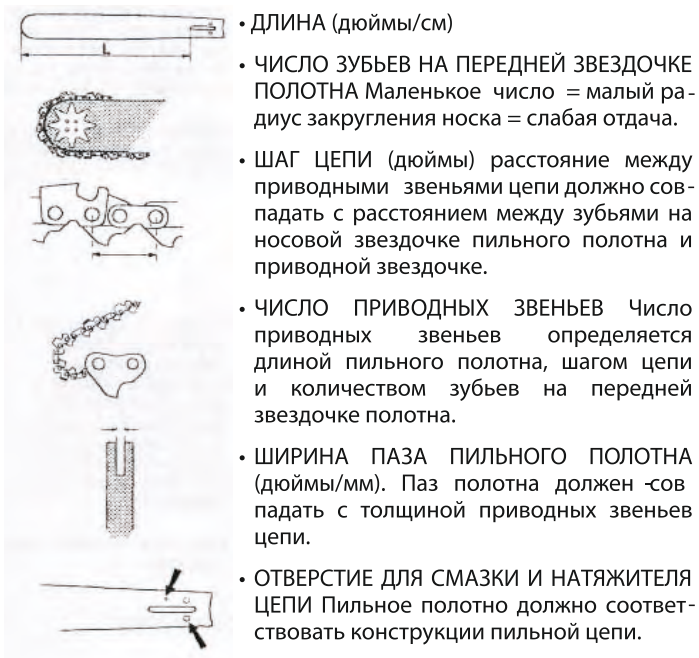 L
• ДЛИНА (дюймы/см)
• ЧИСЛО ЗУБЬЕВ НА ПЕРЕДНЕЙ ЗВЕЗДОЧКЕ
ПОЛОТНА Маленькое число = малый ра-
диус закругления носка = слабая отдача.
• ШАГ ЦЕПИ (дюймы) расстояние между
приводными звеньями цепи должно сов-
падать с расстоянием между зубьями на
носовой звездочке пильного полотна и
приводной звездочке.
• ЧИСЛО ПРИВОДНЫХ ЗВЕНЬЕВ Число
приводных звеньев определяется
длиной пильного полотна, шагом цепи
и количеством зубьев на передней
звездочке полотна.
• ШИРИНА ПАЗА ПИЛЬНОГО ПОЛОТНА
(дюймы/мм). Паз полотна должен -сов
падать с толщиной приводных звеньев
цепи.
• ОТВЕРСТИЕ ДЛЯ СМАЗКИ И НАТЯЖИТЕЛЯ
ЦЕПИ Пильное полотно должно соответ-
ствовать конструкции пильной цепи.